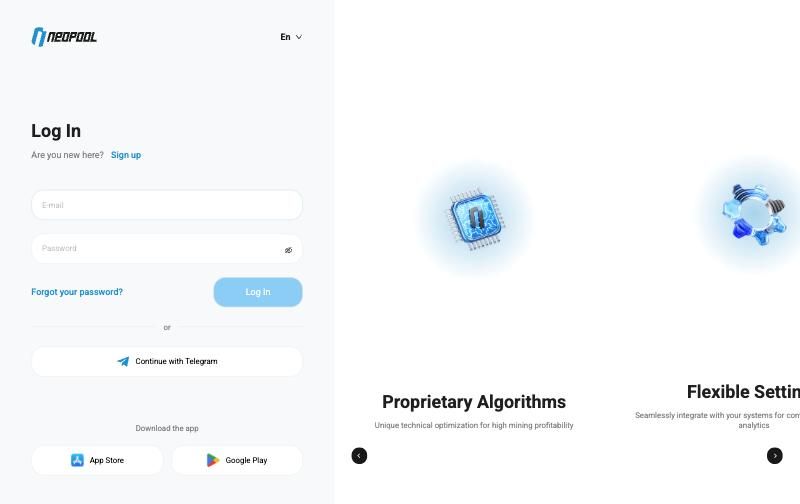 NEOPOOL
En
Log In
Are you new here? Sign up
E-mail
Password
Forgot your password?
Log In
or
Continue with Telegram
Download the app
App Store
Google Play
Proprietary Algorithms
Unique technical optimization for high mining profitability
Flexible Settin
Seamlessly integrate with your systems for
analytics